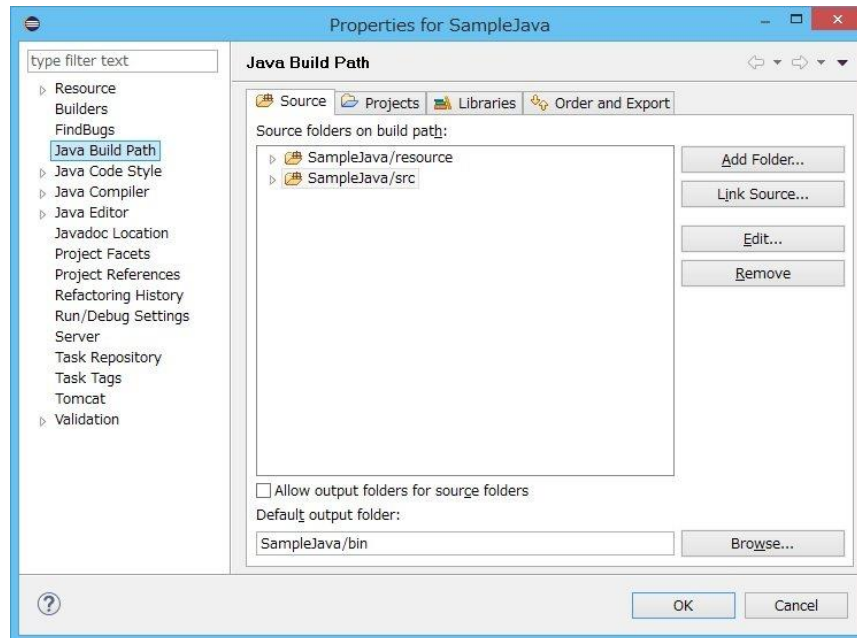 Properties for SampleJava
type filter text
Resource
Builders
FindBugs
Java Build Path
Java Code Style
Java Compiler
Java Editor
Javadoc Location
Project Facets
Project References
Refactoring History
Run/Debug Settings
Server
Task Repository
Task Tags
Tomcat
Validation
Java Build Path
Source Projects Libraries Order and Export
Source folders on build path:
SampleJava/resource
SampleJava/src
Add Folder...
Link Source...
Edit...
Remove
Allow output folders for source folders
Default output folder:
SampleJava/bin
Browse...
OK Cancel